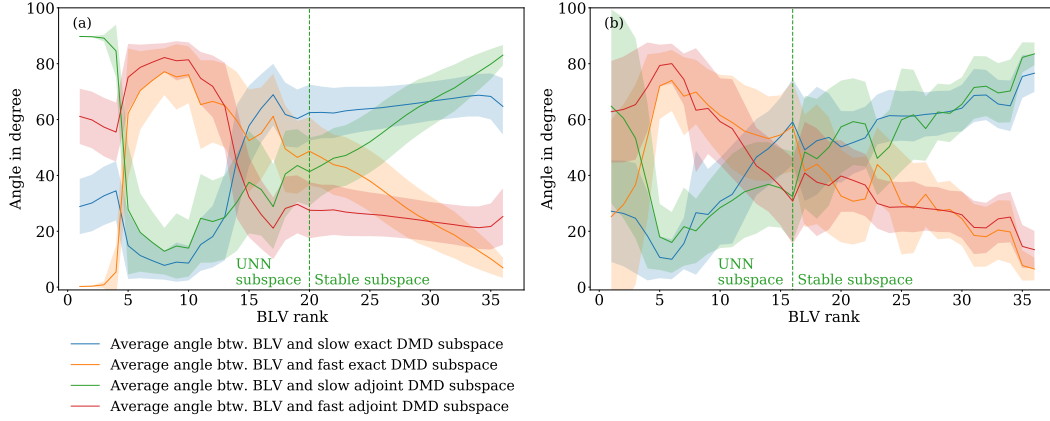 (a)
Angle in degree
100
80
60
40
20
0
0 5 10 15 20 25 30 35
BLV rank
UNN
subspace
Stable subspace
(b)
Angle in degree
100
80
60
40
20
0
0 5 10 15 20 25 30 35
BLV rank
UNN
subspace
Stable subspace
Average angle btw. BLV and slow exact DMD subspace
Average angle btw. BLV and fast exact DMD subspace
Average angle btw. BLV and slow adjoint DMD subspace
Average angle btw. BLV and fast adjoint DMD subspace